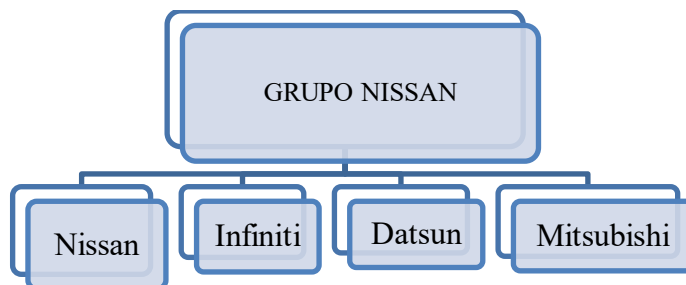 GRUPO NISSAN
Nissan
Infiniti
Datsun
Mitsubishi